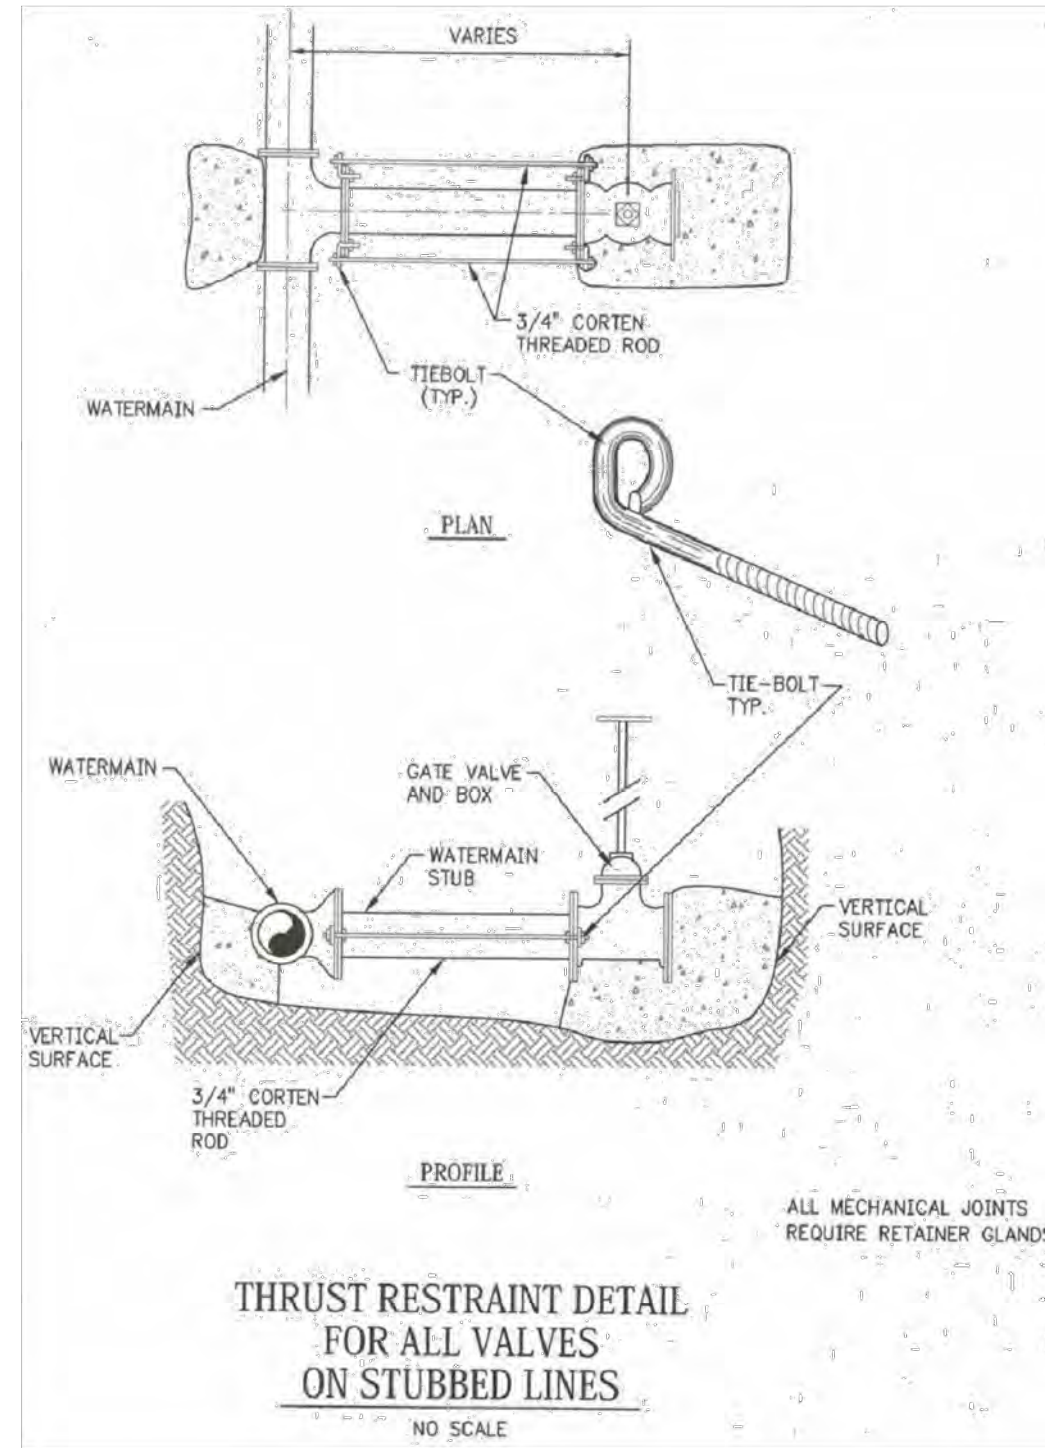 VARIES
3/4" CORTEN
THREADED ROD
TIEBOLT
(TYP.)
WATERMAIN
PLAN
TIE-BOLT
TYP.
WATERMAIN
GATE VALVE
AND BOX
WATERMAIN
STUB
VERTICAL
SURFACE
VERTICAL
SURFACE
3/4" CORTEN
THREADED
ROD
PROFILE
ALL MECHANICAL JOINTS
REQUIRE RETAINER GLANDS
THRUST RESTRAINT DETAIL
FOR ALL VALVES
ON STUBBED LINES
NO SCALE